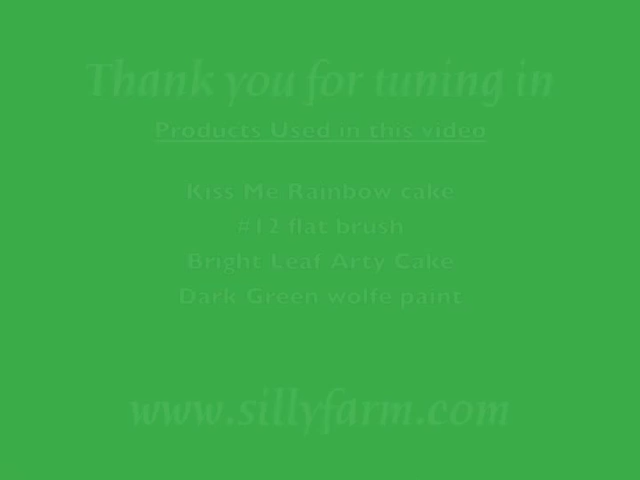 Thank you for tuning in
Products Used in this video
Kiss Me Rainbow cake
#12 flat brush
Bright Leaf Arty Cake
Dark Green wolfe paint
www.sillyfarm.com